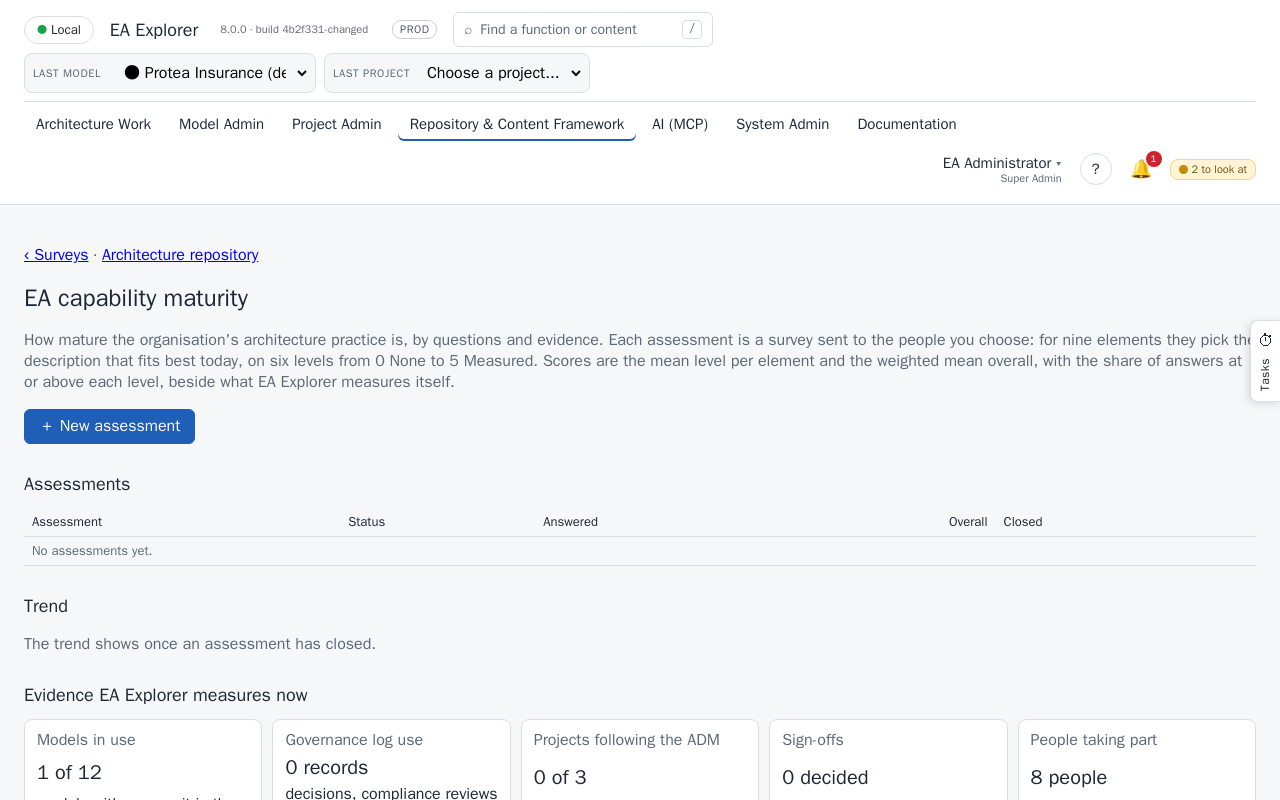 Local
EA Explorer
8.0.0 · build 4b2f331-changed
PROD
Find a function or content
/
LAST MODEL
Protea Insurance (de
LAST PROJECT
Choose a project...
Architecture Work
Model Admin
Project Admin
Repository & Content Framework
AI (MCP)
System Admin
Documentation
EA Administrator
Super Admin
?
1
2 to look at
‹ Surveys · Architecture repository
EA capability maturity
How mature the organisation's architecture practice is, by questions and evidence. Each assessment is a survey sent to the people you choose: for nine elements they pick the
description that fits best today, on six levels from 0 None to 5 Measured. Scores are the mean level per element and the weighted mean overall, with the share of answers at
or above each level, beside what EA Explorer measures itself.
Tasks
+ New assessment
Assessments
Assessment Status Answered Overall Closed
No assessments yet.
Trend
The trend shows once an assessment has closed.
Evidence EA Explorer measures now
Models in use
1 of 12
Governance log use
0 records
decisions, compliance reviews
Projects following the ADM
0 of 3
Sign-offs
0 decided
People taking part
8 people